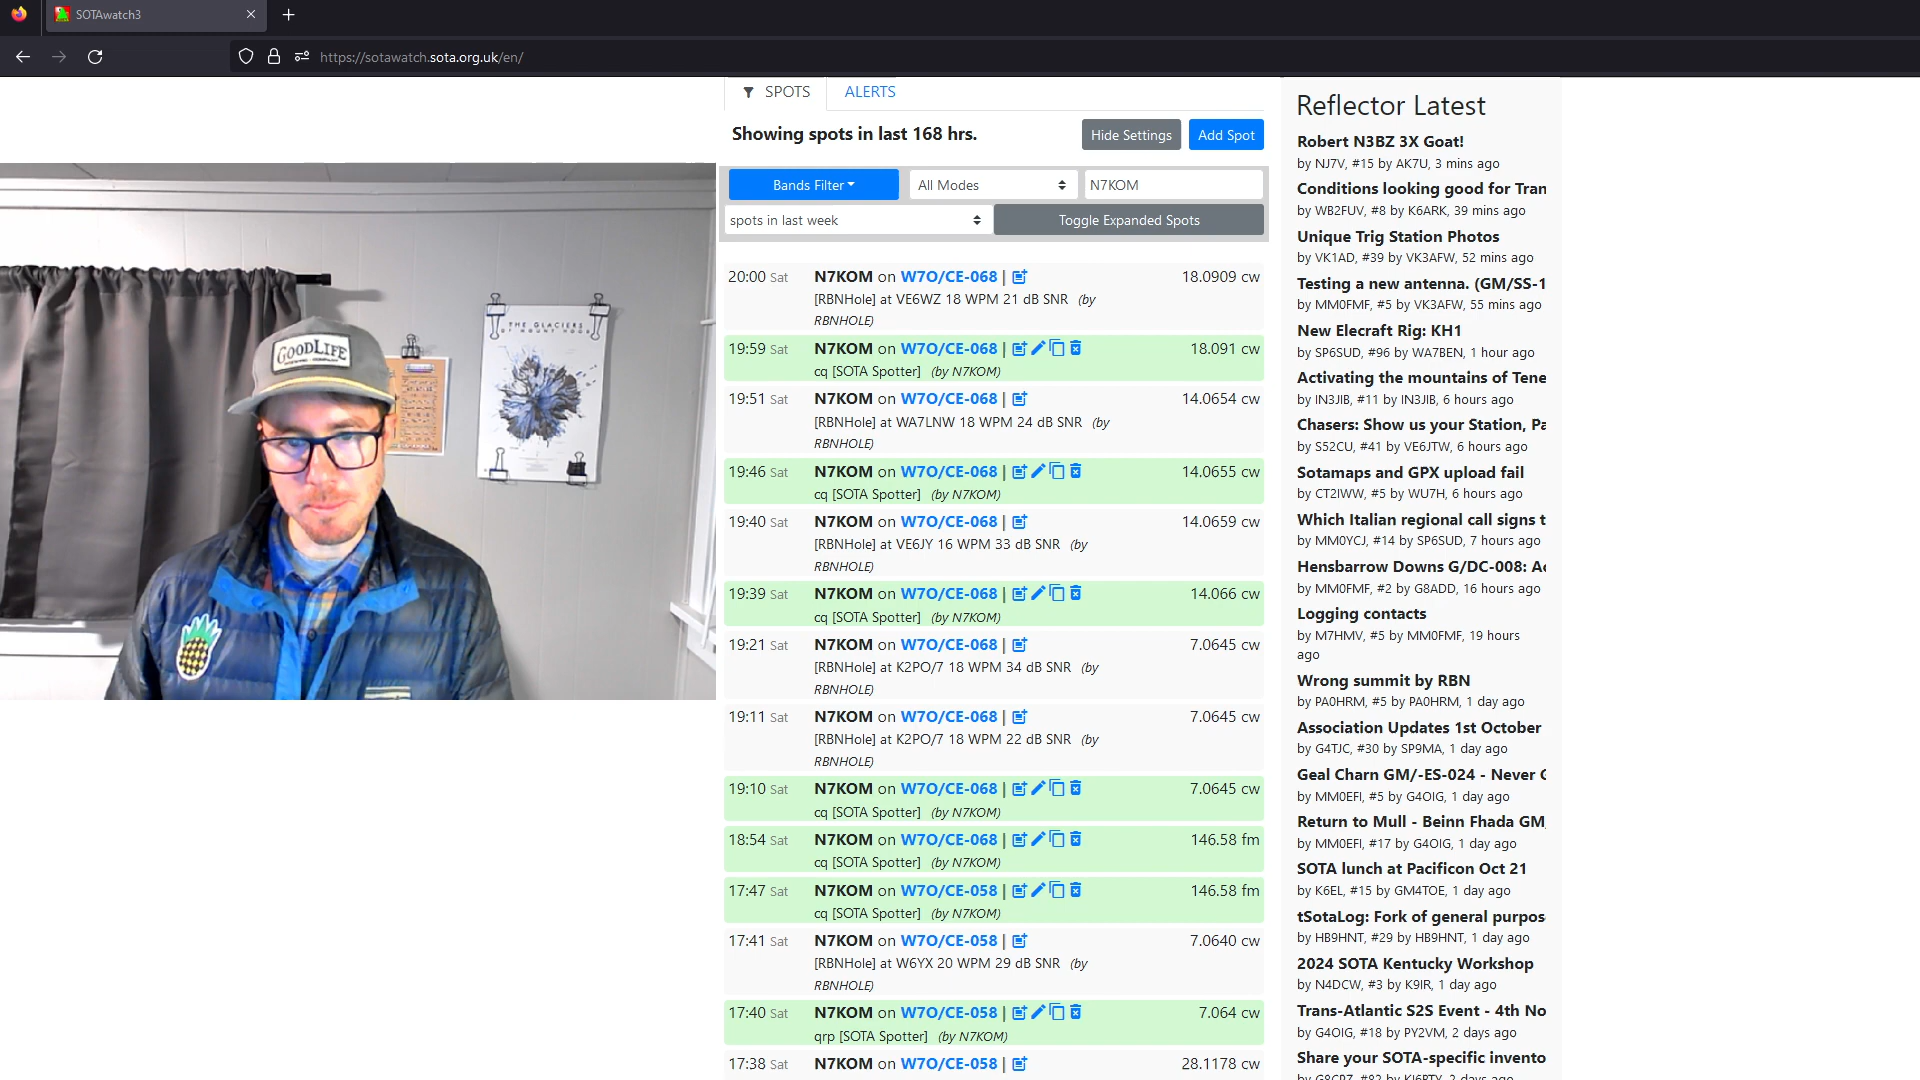 SOTAwatch3
https://sotawatch.sota.org.uk/en/
GOODLIFE
THE GLACIERS
OF MOUNT HOOD
SPOTS
ALERTS
Showing spots in last 168 hrs.
Hide Settings
Add Spot
Bands Filter
All Modes
N7KOM
spots in last week
Toggle Expanded Spots
20:00 Sat N7KOM on W7O/CE-068 | 18.0909 cw
[RBNHole] at VE6WZ 18 WPM 21 dB SNR (by
RBNHOLE)
19:59 Sat N7KOM on W7O/CE-068 | 18.091 cw
cq [SOTA Spotter] (by N7KOM)
19:51 Sat N7KOM on W7O/CE-068 | 14.0654 cw
[RBNHole] at WA7LNW 18 WPM 24 dB SNR (by
RBNHOLE)
19:46 Sat N7KOM on W7O/CE-068 | 14.0655 cw
cq [SOTA Spotter] (by N7KOM)
19:40 Sat N7KOM on W7O/CE-068 | 14.0659 cw
[RBNHole] at VE6JY 16 WPM 33 dB SNR (by
RBNHOLE)
19:39 Sat N7KOM on W7O/CE-068 | 14.066 cw
cq [SOTA Spotter] (by N7KOM)
19:21 Sat N7KOM on W7O/CE-068 | 7.0645 cw
[RBNHole] at K2PO/7 18 WPM 34 dB SNR (by
RBNHOLE)
19:11 Sat N7KOM on W7O/CE-068 | 7.0645 cw
[RBNHole] at K2PO/7 18 WPM 22 dB SNR (by
RBNHOLE)
19:10 Sat N7KOM on W7O/CE-068 | 7.0645 cw
cq [SOTA Spotter] (by N7KOM)
18:54 Sat N7KOM on W7O/CE-068 | 146.58 fm
cq [SOTA Spotter] (by N7KOM)
17:47 Sat N7KOM on W7O/CE-058 | 146.58 fm
cq [SOTA Spotter] (by N7KOM)
17:41 Sat N7KOM on W7O/CE-058 | 7.0640 cw
[RBNHole] at W6YX 20 WPM 29 dB SNR (by
RBNHOLE)
17:40 Sat N7KOM on W7O/CE-058 | 7.064 cw
qrp [SOTA Spotter] (by N7KOM)
17:38 Sat N7KOM on W7O/CE-058 | 28.1178 cw
Reflector Latest
Robert N3BZ 3X Goat!
by NJ7V, #15 by AK7U, 3 mins ago
Conditions looking good for Tran
by WB2FUV, #8 by K6ARK, 39 mins ago
Unique Trig Station Photos
by VK1AD, #39 by VK3AFW, 52 mins ago
Testing a new antenna. (GM/SS-1
by MM0FMF, #5 by VK3AFW, 55 mins ago
New Elecraft Rig: KH1
by SP6SUD, #96 by WA7BEN, 1 hour ago
Activating the mountains of Tene
by IN3JIB, #11 by IN3JIB, 6 hours ago
Chasers: Show us your Station, Pa
by S52CU, #41 by VE6JTW, 6 hours ago
Sotamaps and GPX upload fail
by CT2IWW, #5 by WU7H, 6 hours ago
Which Italian regional call signs t
by MM0YCJ, #14 by SP6SUD, 7 hours ago
Hensbarrow Downs G/DC-008: A
by MM0FMF, #2 by G8ADD, 16 hours ago
Logging contacts
by M7HMV, #5 by MM0FMF, 19 hours
ago
Wrong summit by RBN
by PA0HRM, #5 by PA0HRM, 1 day ago
Association Updates 1st October
by G4TJC, #30 by SP9MA, 1 day ago
Geal Charn GM/-ES-024 - Never
by MM0EFI, #5 by G4OIG, 1 day ago
Return to Mull - Beinn Fhada GM
by MM0EFI, #17 by G4OIG, 1 day ago
SOTA lunch at Pacificon Oct 21
by K6EL, #15 by GM4TOE, 1 day ago
tSotaLog: Fork of general purpos
by HB9HNT, #29 by HB9HNT, 1 day ago
2024 SOTA Kentucky Workshop
by N4DCW, #3 by K9IR, 1 day ago
Trans-Atlantic S2S Event - 4th No
by G4OIG, #18 by PY2VM, 2 days ago
Share your SOTA-specific invento